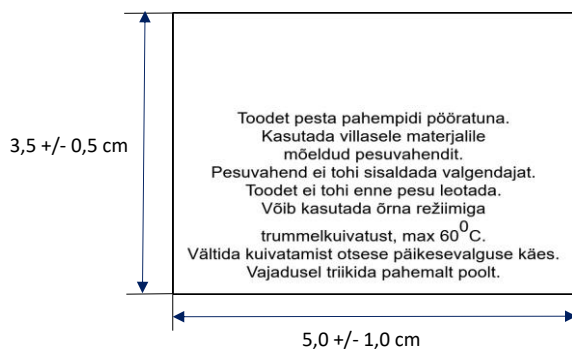 3,5 +/- 0,5 cm
Toodet pesta pahempidi pööratuna.
Kasutada villasele materjalile
mõeldud pesuvahendit.
Pesuvahend ei tohi sisaldada valgendajat.
Toodet ei tohi enne pesu leotada.
Võib kasutada õrna režiimiga
trummelkuivatust, max 60⁰C.
Vältida kuivatamist otsese päikesevalguse käes.
Vajadusel triikida pahemalt poolt.
5,0 +/- 1,0 cm